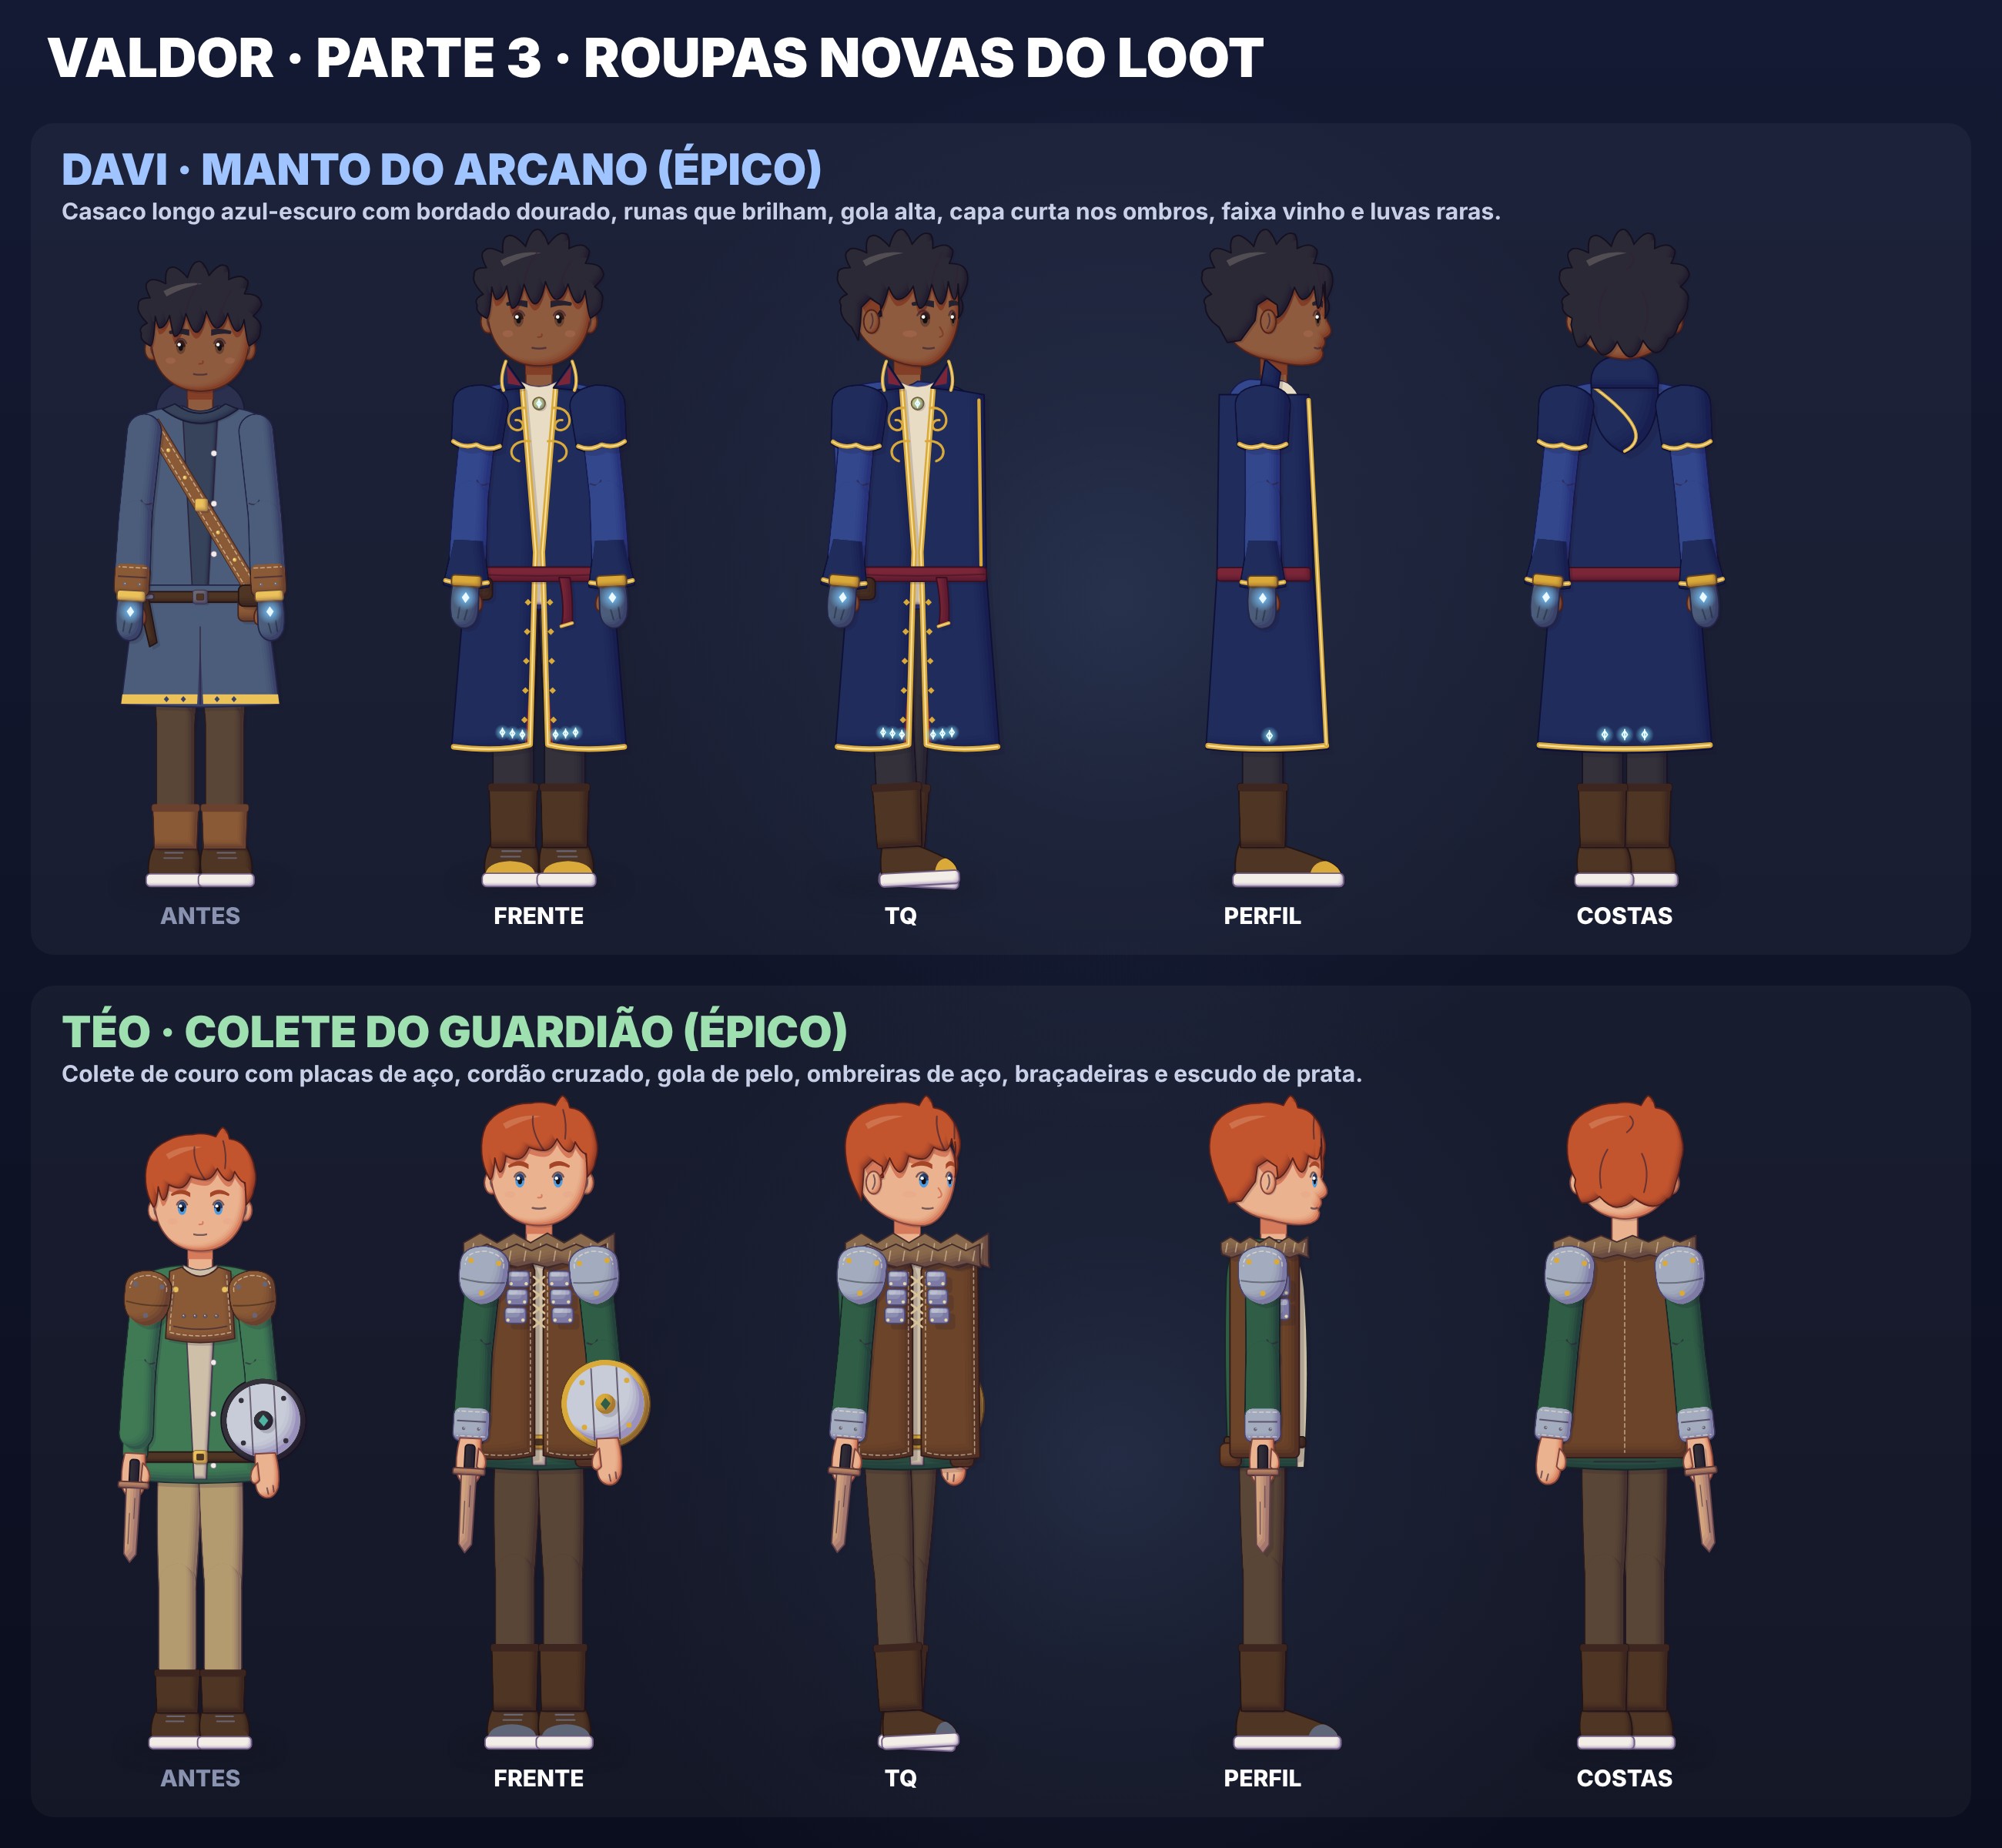 VALDOR · PARTE 3 · ROUPAS NOVAS DO LOOT
DAVI · MANTO DO ARCANO (ÉPICO)
Casaco longo azul-escuro com bordado dourado, runas que brilham, gola alta, capa curta nos ombros, faixa vinho e luvas raras.
ANTES
FRENTE
TQ
PERFIL
COSTAS
TÉO · COLETE DO GUARDIÃO (ÉPICO)
Colete de couro com placas de aço, cordão cruzado, gola de pelo, ombreiras de aço, braçadeiras e escudo de prata.
ANTES
FRENTE
TQ
PERFIL
COSTAS